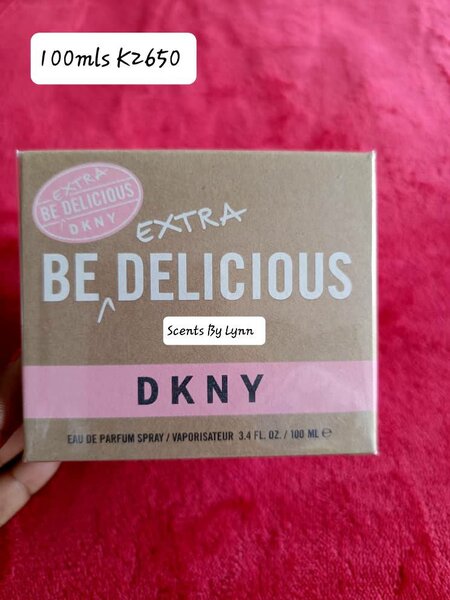 100mls K2650
EXTRA
BE DELICIOUS
DKNY
EXTRA
BE DELICIOUS
Scents By Lynn
DKNY
EAU DE PARFUM SPRAY / VAPORISATEUR 3.4 FL. OZ. / 100 ML ℮